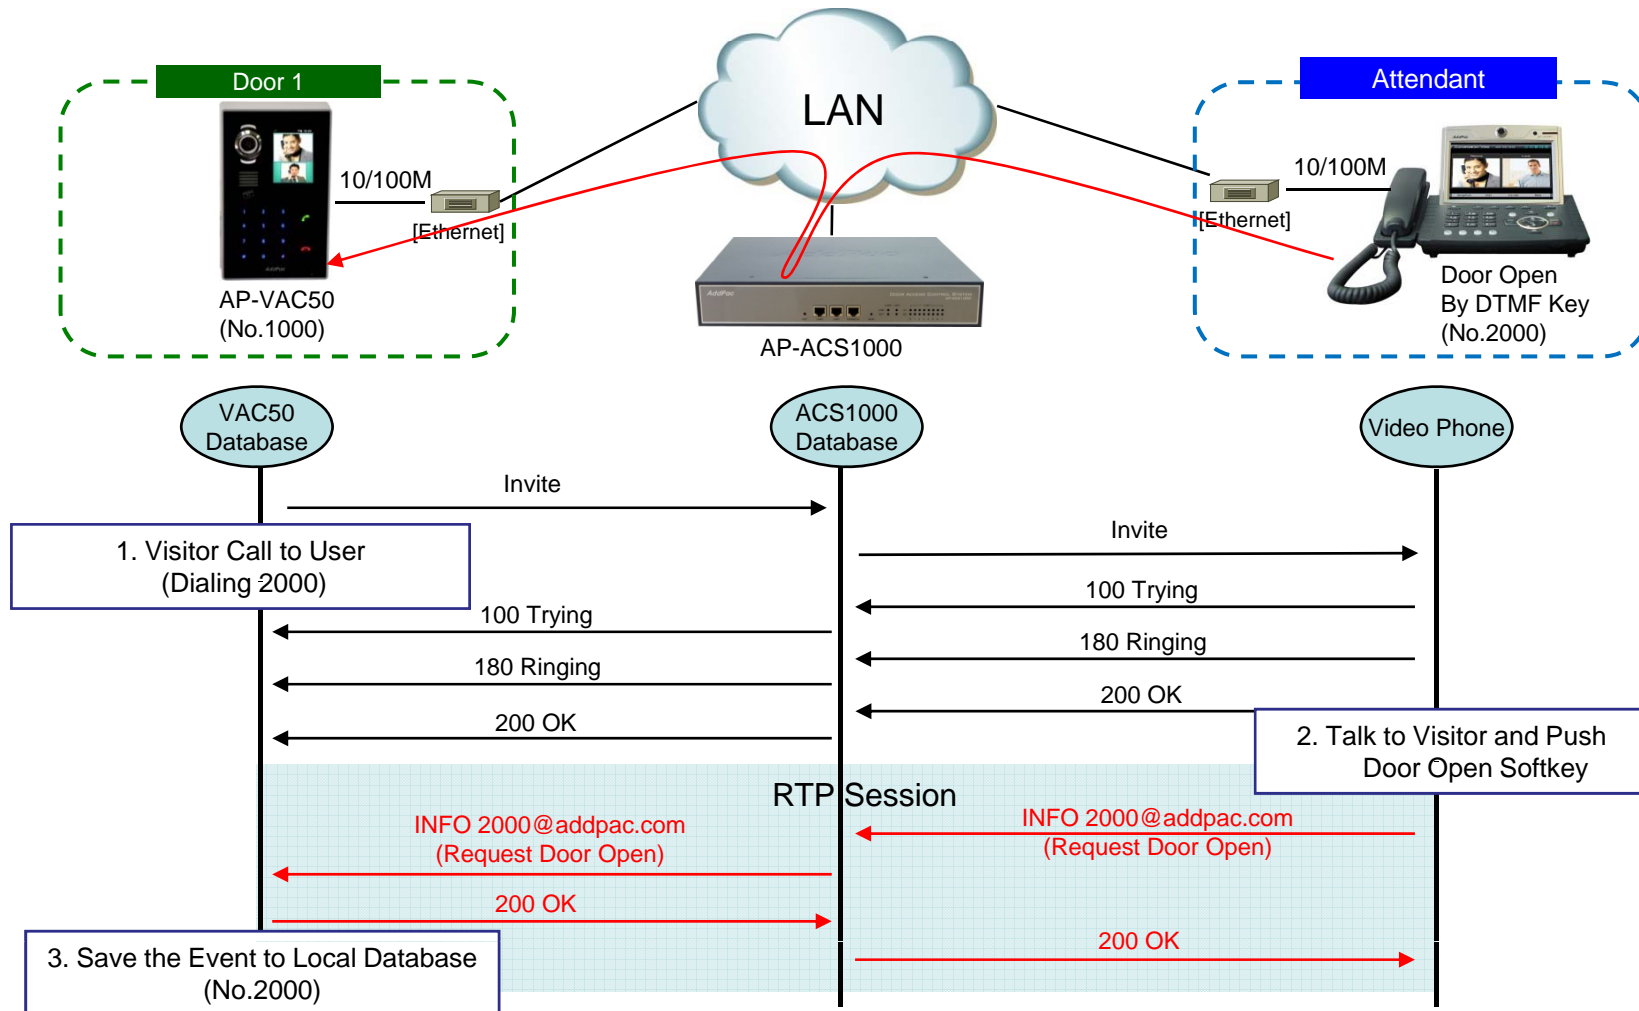 Door 1
LAN
Attendant
10/100M
[Ethernet]
10/100M
[Ethernet]
AddPac
AddPac
AP-VAC50
(No.1000)
AP-ACS1000
Door Open
By DTMF Key
(No.2000)
VAC50
Database
ACS1000
Database
Video Phone
Invite
Invite
1. Visitor Call to User
(Dialing 2000)
100 Trying
100 Trying
180 Ringing
180 Ringing
200 OK
200 OK
2. Talk to Visitor and Push
Door Open Softkey
RTP Session
INFO 2000@addpac.com
(Request Door Open)
INFO 2000@addpac.com
(Request Door Open)
200 OK
200 OK
3. Save the Event to Local Database
(No.2000)